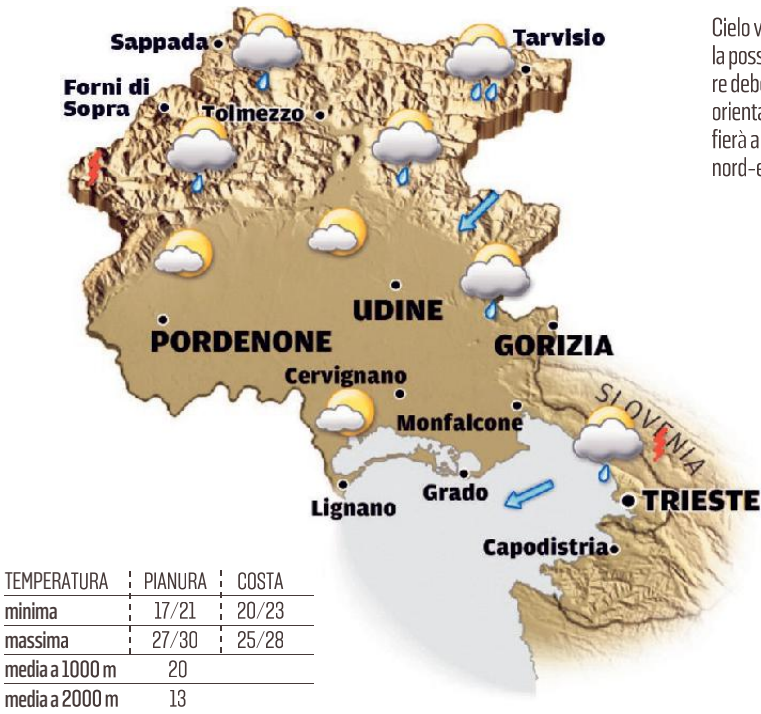 Sappada
Tarvisio
Forni di
Sopra
Tolmezzo
UDINE
PORDENONE
GORIZIA
Cervignano
Monfalcone
SLOVENIA
Lignano
Grado
TRIESTE
Capodistria
Cielo v
la poss
re debo
orienta
fierà a
nord-e
TEMPERATURA PIANURA COSTA
minima 17/21 20/23
massima 27/30 25/28
media a 1000 m 20
media a 2000 m 13